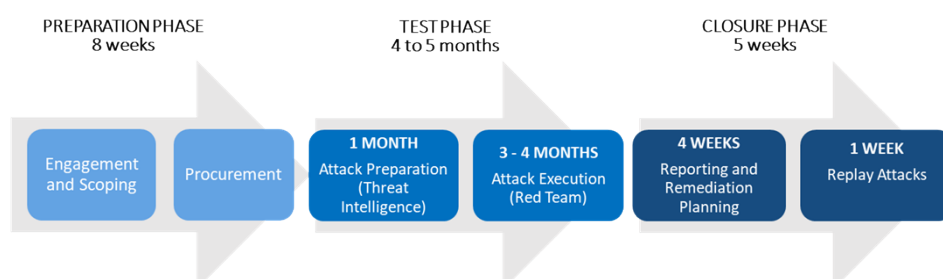 PREPARATION PHASE
8 weeks
TEST PHASE
4 to 5 months
CLOSURE PHASE
5 weeks
Engagement
and Scoping
Procurement
1 MONTH
Attack Preparation
(Threat
Intelligence)
3 - 4 MONTHS
Attack Execution
(Red Team)
4 WEEKS
Reporting and
Remediation
Planning
1 WEEK
Replay Attacks